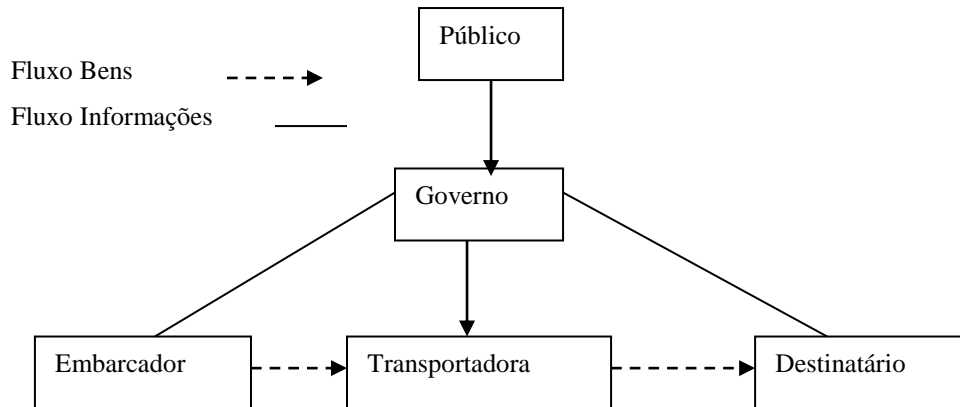 Público
Fluxo Bens
Fluxo Informações
Governo
Embarcador
Transportadora
Destinatário